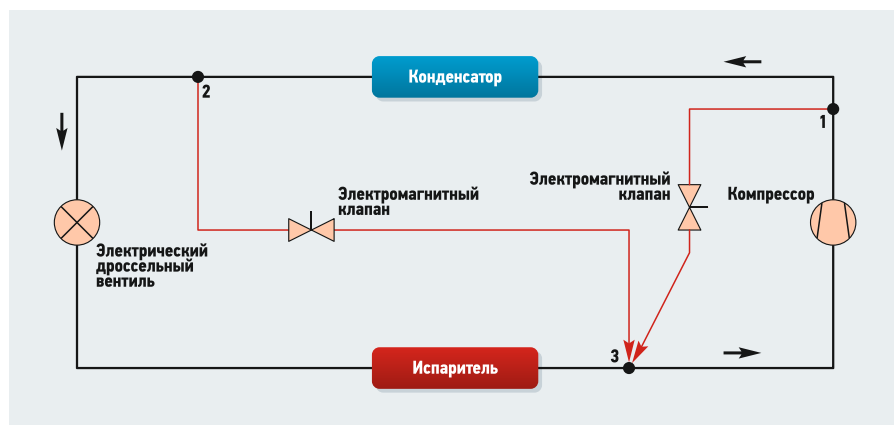 Конденсатор
2
1
Электромагнитный
клапан
Компрессор
Электромагнитный
клапан
Электрический
дроссельный
вентиль
3
Испаритель